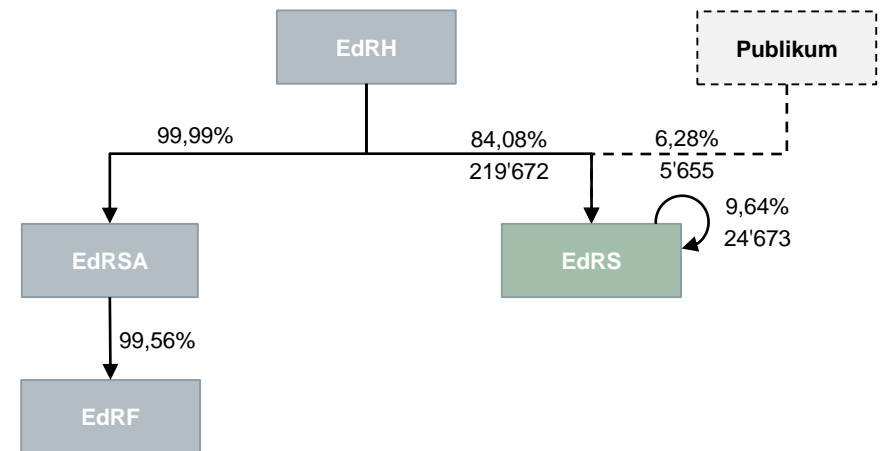 EdRH
Publikum
99,99%
84,08%
219'672
6,28%
5'655
9,64%
24'673
EdRSA
EdRS
99,56%
EdRF